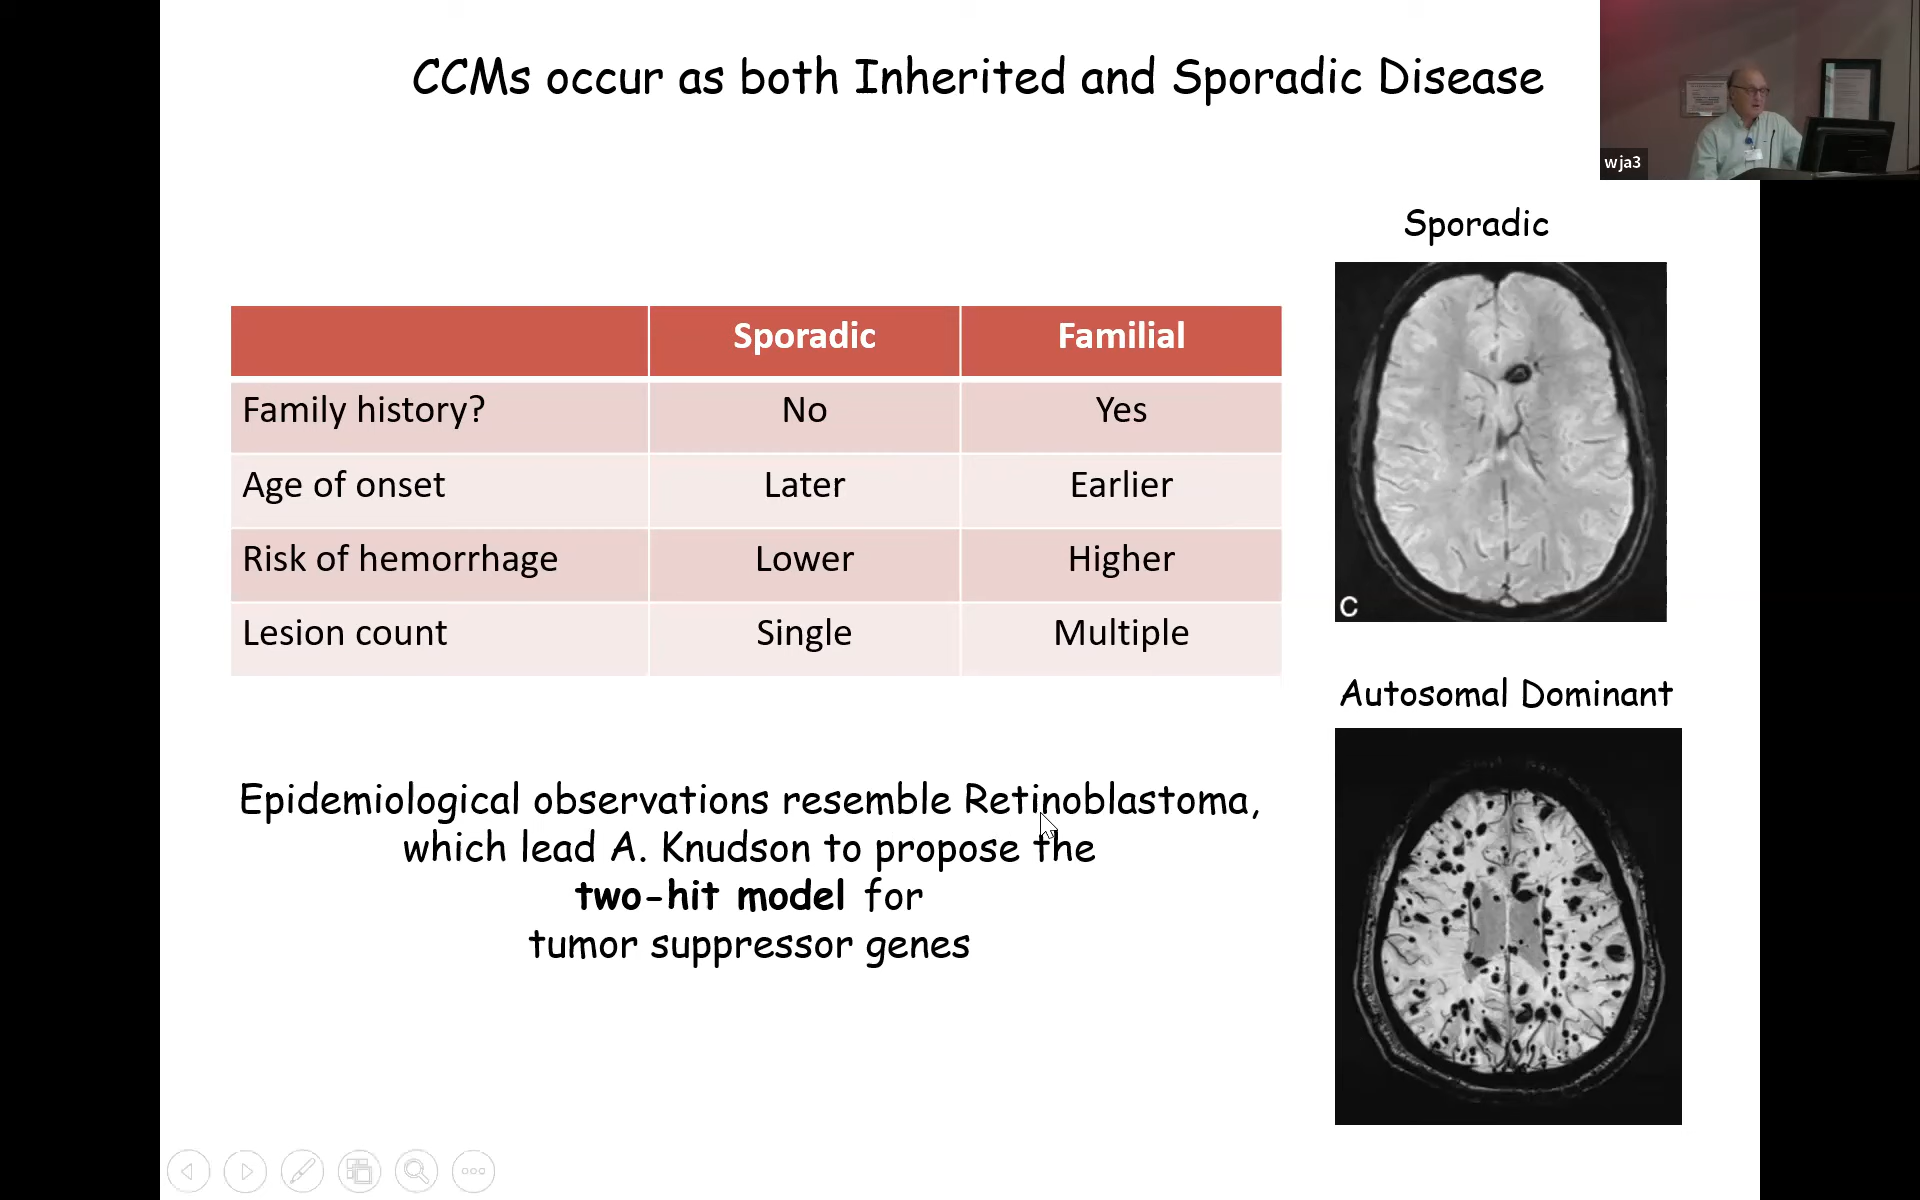 CCMs occur as both Inherited and Sporadic Disease
wja3
Sporadic
Sporadic Familial
Family history? No Yes
Age of onset Later Earlier
Risk of hemorrhage Lower Higher
Lesion count Single Multiple
C
Autosomal Dominant
Epidemiological observations resemble Retinoblastoma,
which lead A. Knudson to propose the
two-hit model for
tumor suppressor genes